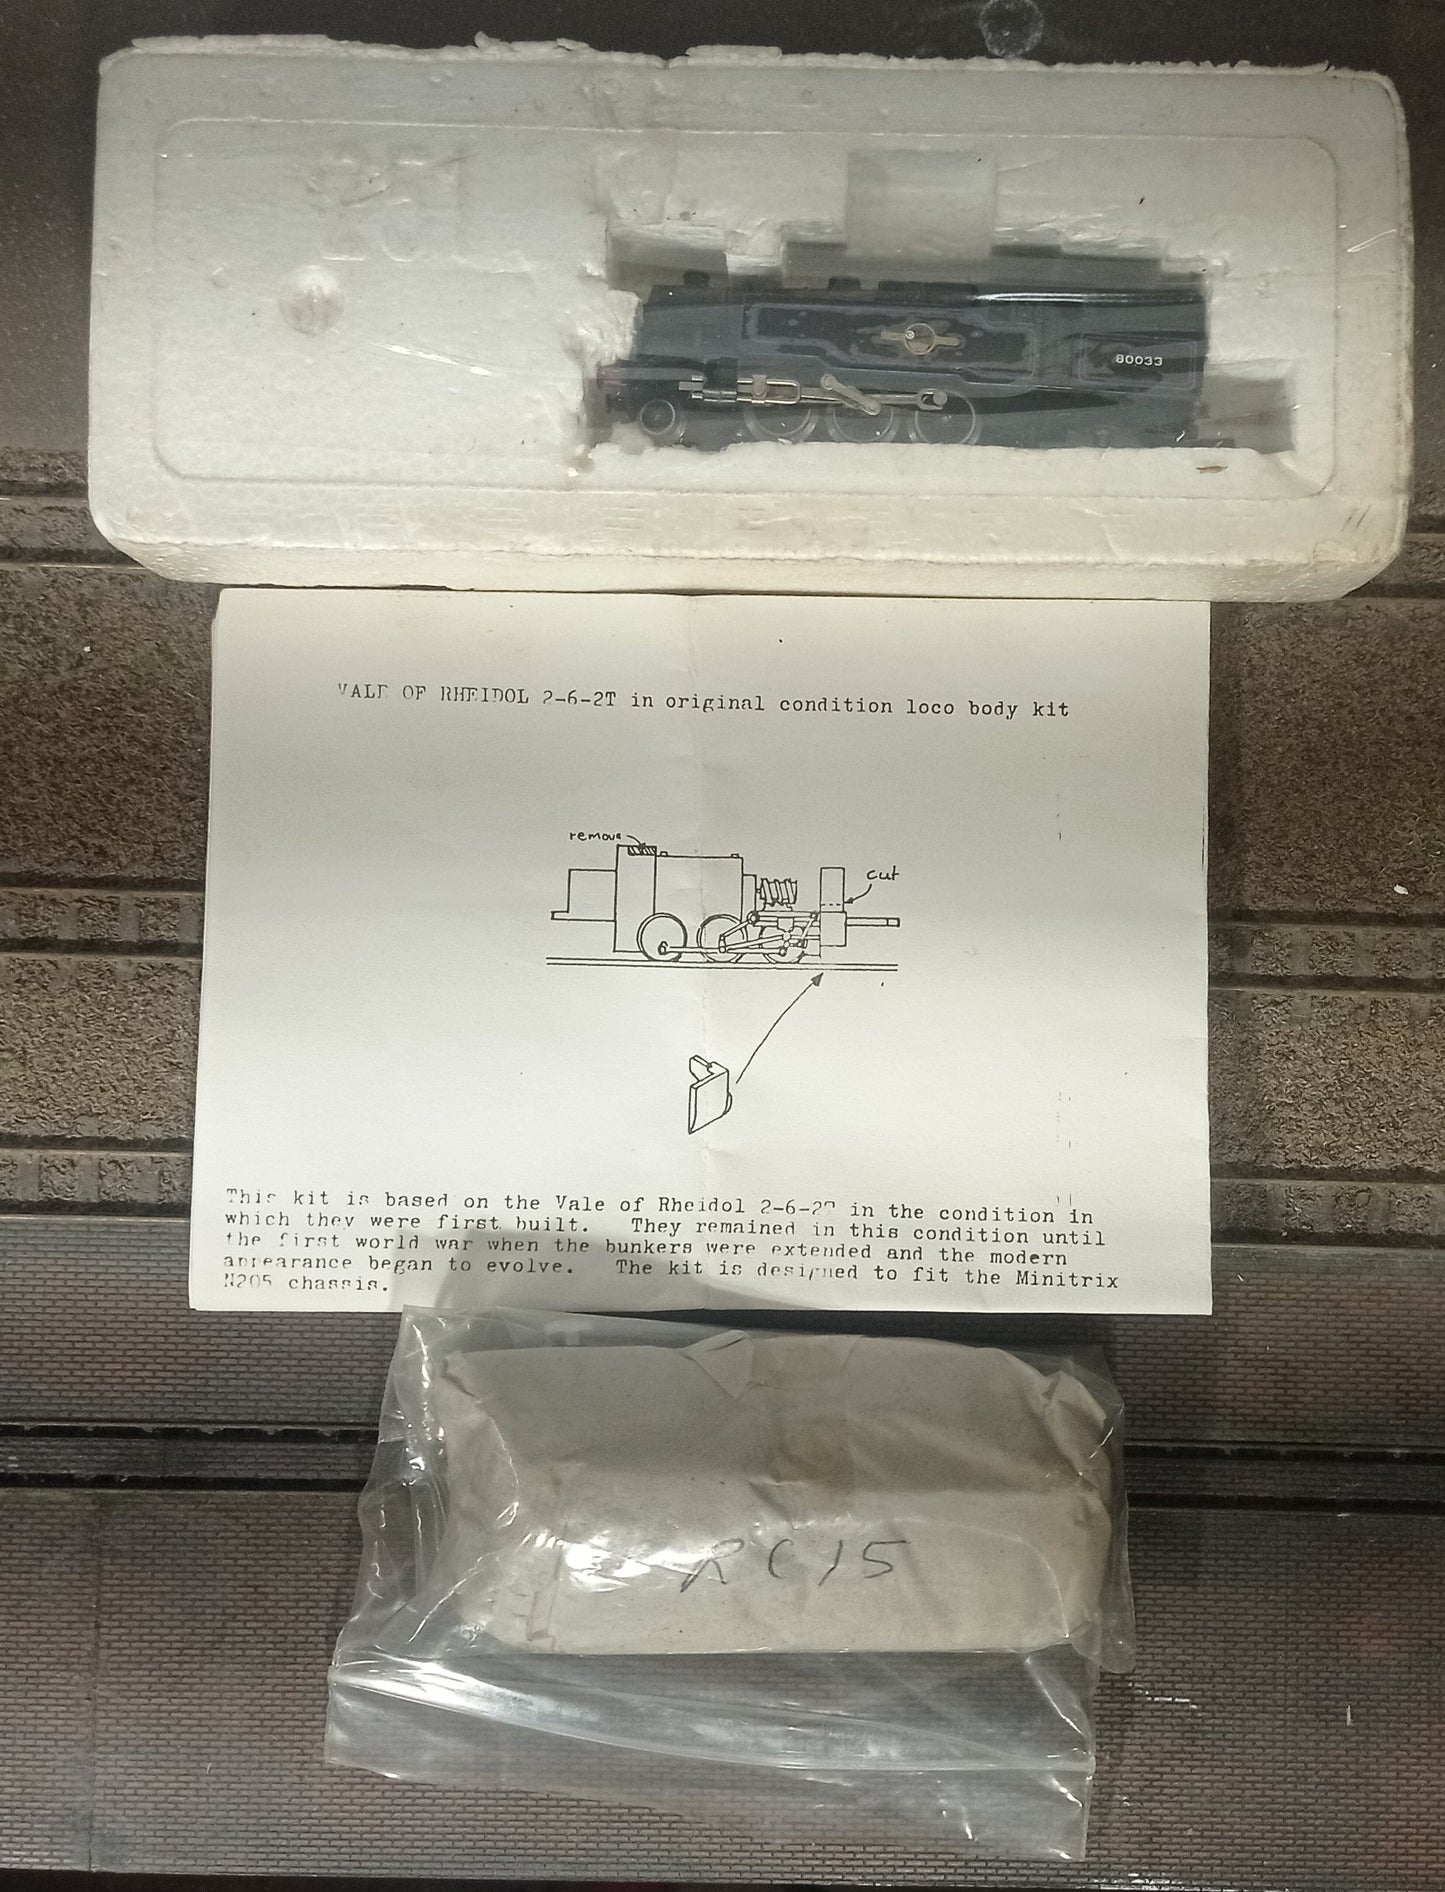 80033
VALE OF RHEIDOL 2-6-2T in original condition loco body kit
remove
cut
This kit is based on the Vale of Rheidol 2-6-2T in the condition in
which they were first built. They remained in this condition until
the first world war when the bunkers were extended and the modern
appearance began to evolve. The kit is designed to fit the Minitrix
N205 chassis.
RC15